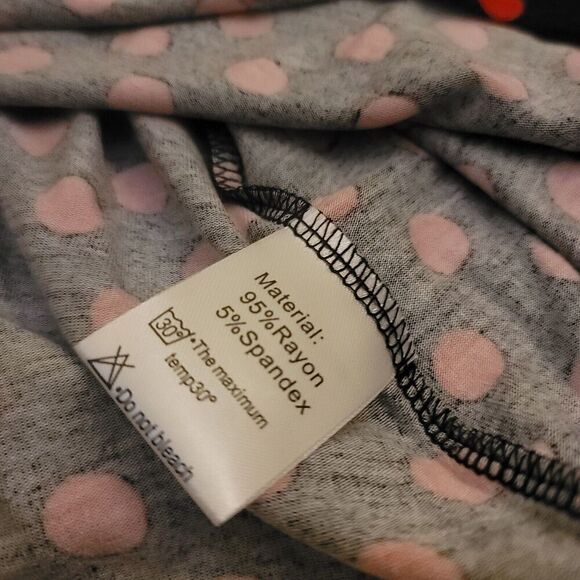 Material:
95%Rayon
5%Spandex
30° •The maximum
temp30°
•Do not bleach